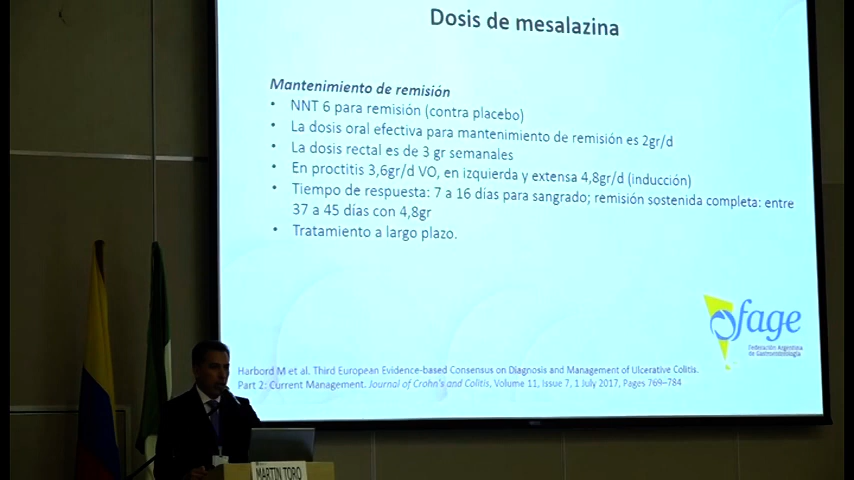 Dosis de mesalazina
Mantenimiento de remisión
• NNT 6 para remisión (contra placebo)
• La dosis oral efectiva para mantenimiento de remisión es 2gr/d
• La dosis rectal es de 3 gr semanales
• En proctitis 3,6gr/d VO, en izquierda y extensa 4,8gr/d (inducción)
• Tiempo de respuesta: 7 a 16 días para sangrado; remisión sostenida completa: entre
37 a 45 días con 4,8gr
• Tratamiento a largo plazo.
fage
Federación Argentina
de Gastroenterología
Harbord M et al. Third European Evidence-based Consensus on Diagnosis and Management of Ulcerative Colitis.
Part 2: Current Management. Journal of Crohn's and Colitis, Volume 11, Issue 7, 1 July 2017, Pages 769–784
MARTIN TORO